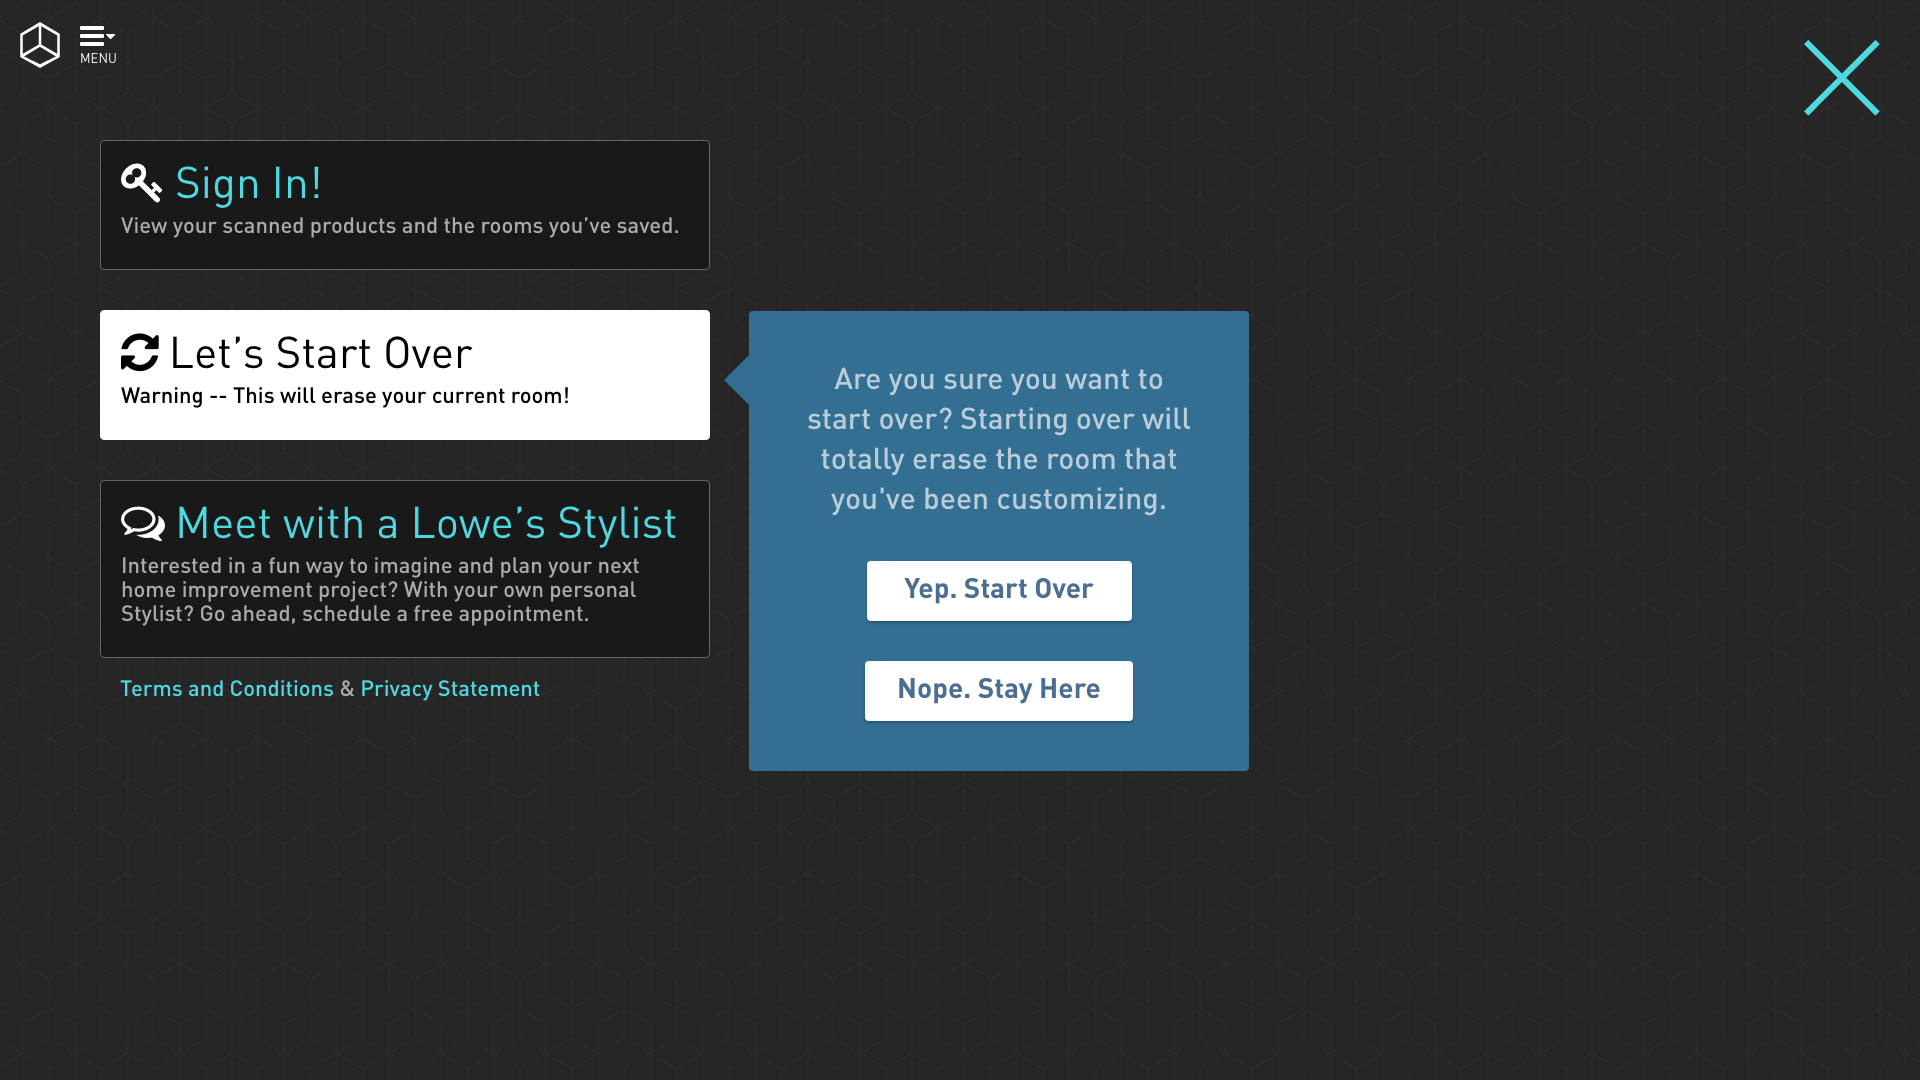 MENU
Sign In!
View your scanned products and the rooms you’ve saved.
Let’s Start Over
Warning -- This will erase your current room!
Meet with a Lowe’s Stylist
Interested in a fun way to imagine and plan your next
home improvement project? With your own personal
Stylist? Go ahead, schedule a free appointment.
Terms and Conditions & Privacy Statement
Are you sure you want to
start over? Starting over will
totally erase the room that
you've been customizing.
Yep. Start Over
Nope. Stay Here